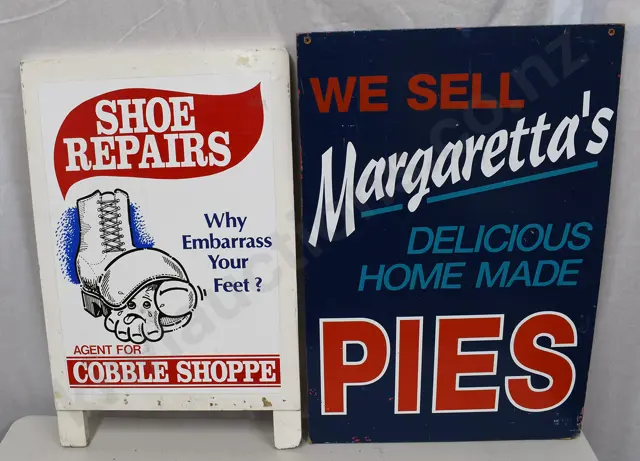 SHOE
REPAIRS
Why
Embarrass
Your
Feet ?
AGENT FOR
COBBLE SHOPPE
WE SELL
Margaretta's
DELICIOUS
HOME MADE
PIES